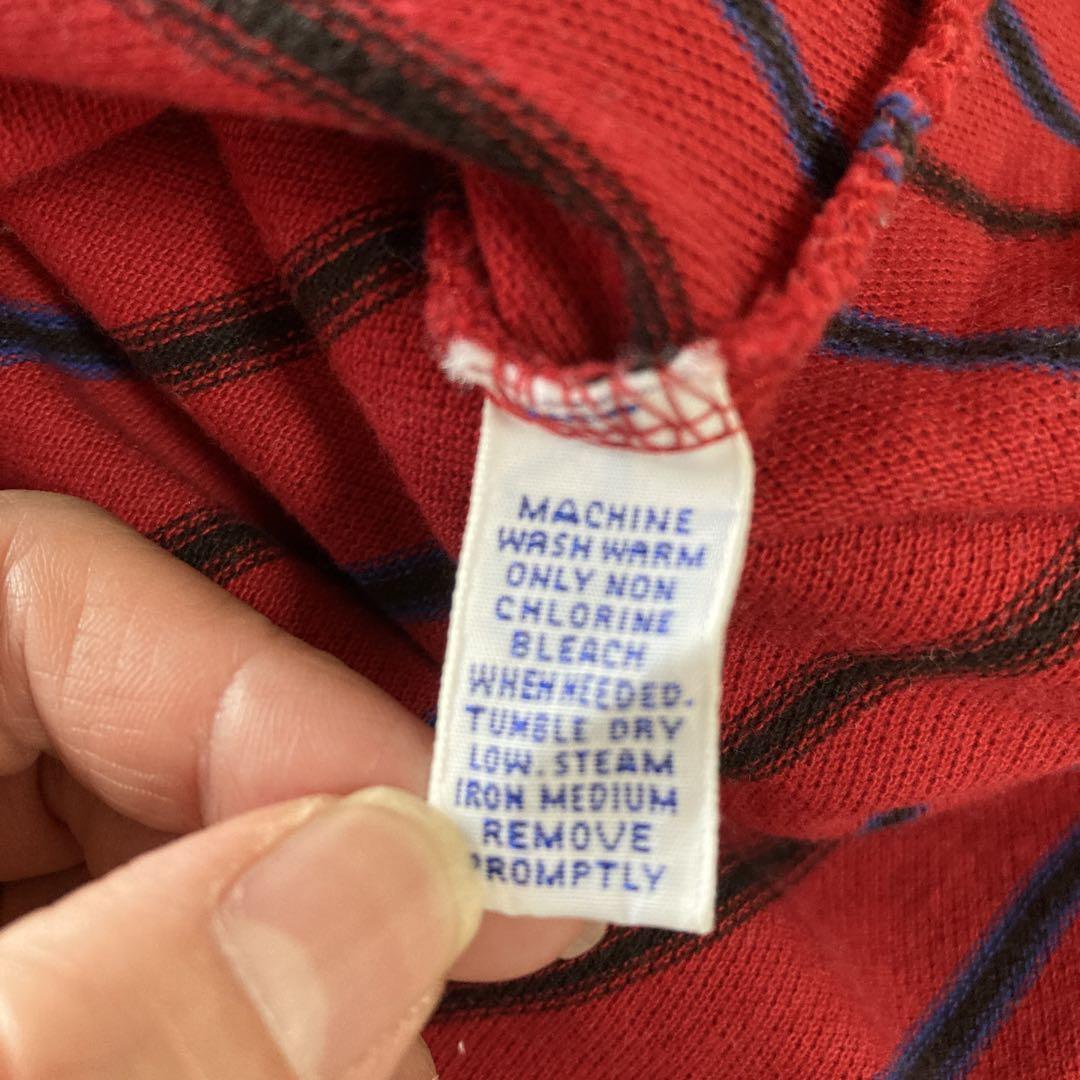 MACHINE
WASH WARM
ONLY NON
CHLORINE
BLEACH
WHEN NEEDED.
TUMBLE DRY
LOW. STEAM
IRON MEDIUM
REMOVE
PROMPTLY